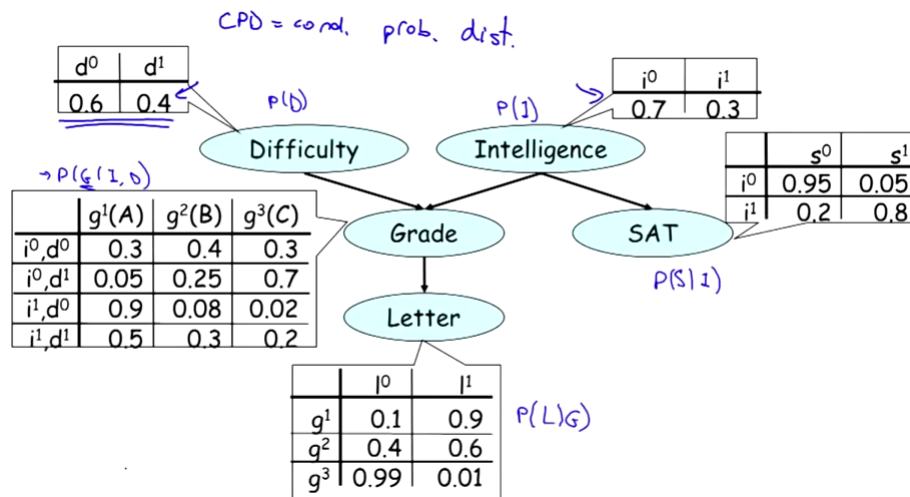 CPD = cond. prob. dist.
d⁰ d¹
0.6 0.4
P(D)
P(I)
i⁰ i¹
0.7 0.3
Difficulty
Intelligence
s⁰ s¹
i⁰ 0.95 0.05
i¹ 0.2 0.8
→ P(G|I,D)
g¹(A) g²(B) g³(C)
i⁰,d⁰ 0.3 0.4 0.3
i⁰,d¹ 0.05 0.25 0.7
i¹,d⁰ 0.9 0.08 0.02
i¹,d¹ 0.5 0.3 0.2
Grade
SAT
P(S|I)
Letter
l⁰ l¹
g¹ 0.1 0.9
g² 0.4 0.6
g³ 0.99 0.01
P(L|G)